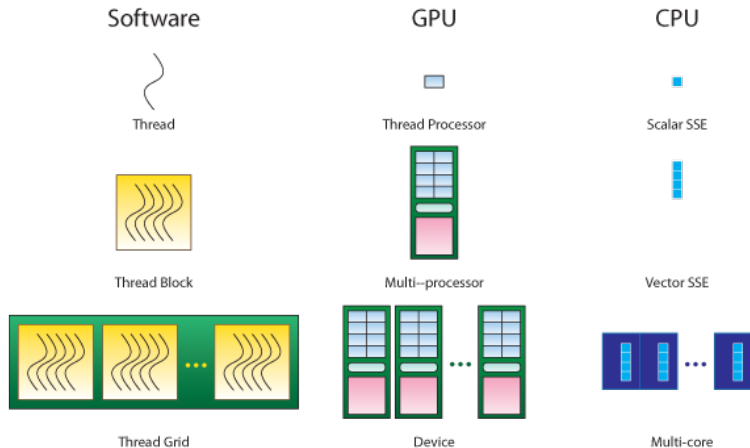 Software
GPU
CPU
Thread
Thread Processor
Scalar SSE
Thread Block
Multi--processor
Vector SSE
Thread Grid
Device
Multi-core